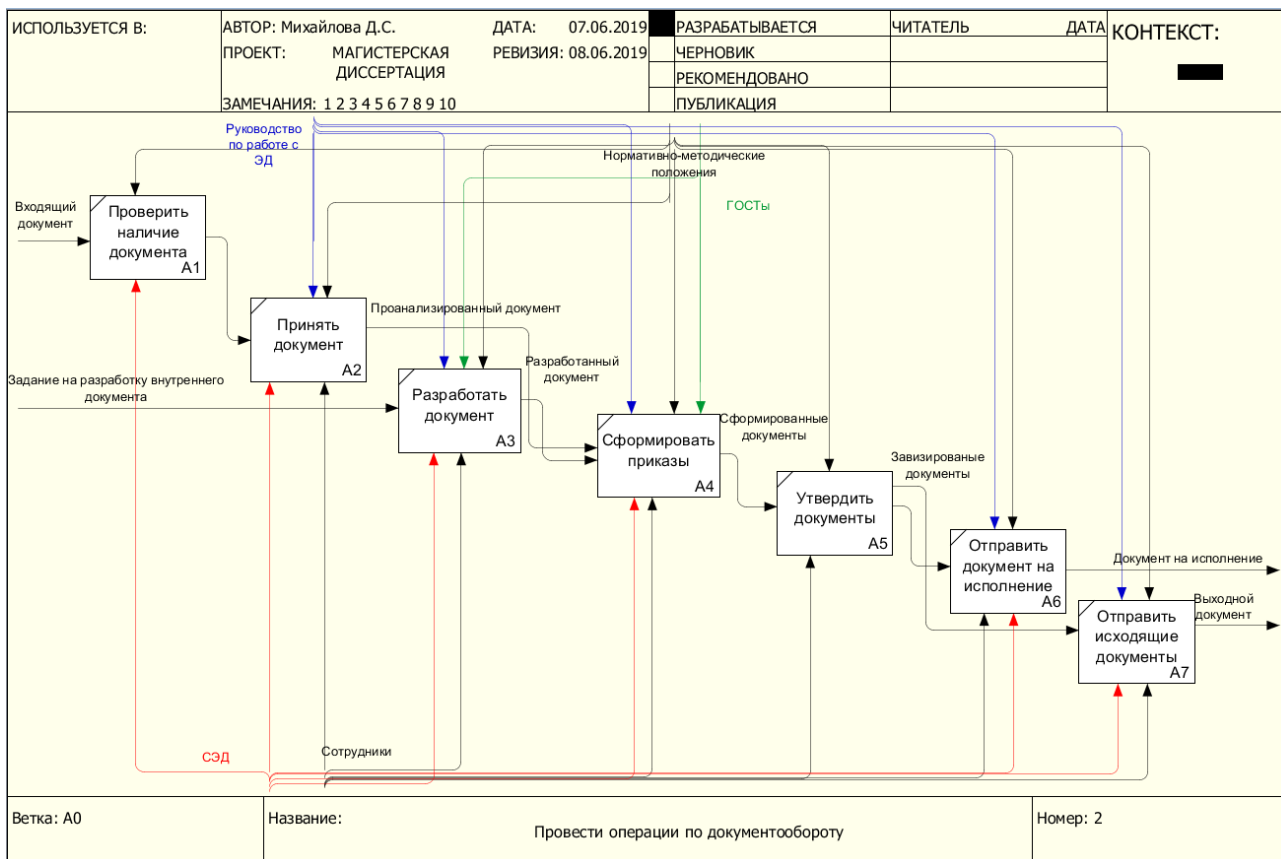 ИСПОЛЬЗУЕТСЯ В:
АВТОР: Михайлова Д.С.
ДАТА: 07.06.2019
ПРОЕКТ: МАГИСТЕРСКАЯ
ДИССЕРТАЦИЯ
РЕВИЗИЯ: 08.06.2019
ЗАМЕЧАНИЯ: 1 2 3 4 5 6 7 8 9 10
РАЗРАБАТЫВАЕТСЯ
ЧЕРНОВИК
РЕКОМЕНДОВАНО
ПУБЛИКАЦИЯ
ЧИТАТЕЛЬ
ДАТА
КОНТЕКСТ:
Руководство
по работе с
ЭД
Нормативно-методические
положения
ГОСТы
Входящий
документ
Проверить
наличие
документа
A1
Принять
документ
A2
Проанализированный документ
Задание на разработку внутреннего
документа
Разработать
документ
A3
Разработанный
документ
Сформировать
приказы
A4
Сформированные
документы
Утвердить
документы
A5
Завизированые
документы
Отправить
документ на
исполнение
A6
Документ на исполнение
Отправить
исходящие
документы
A7
Выходной
документ
СЭД
Сотрудники
Ветка: A0
Название:
Провести операции по документообороту
Номер: 2